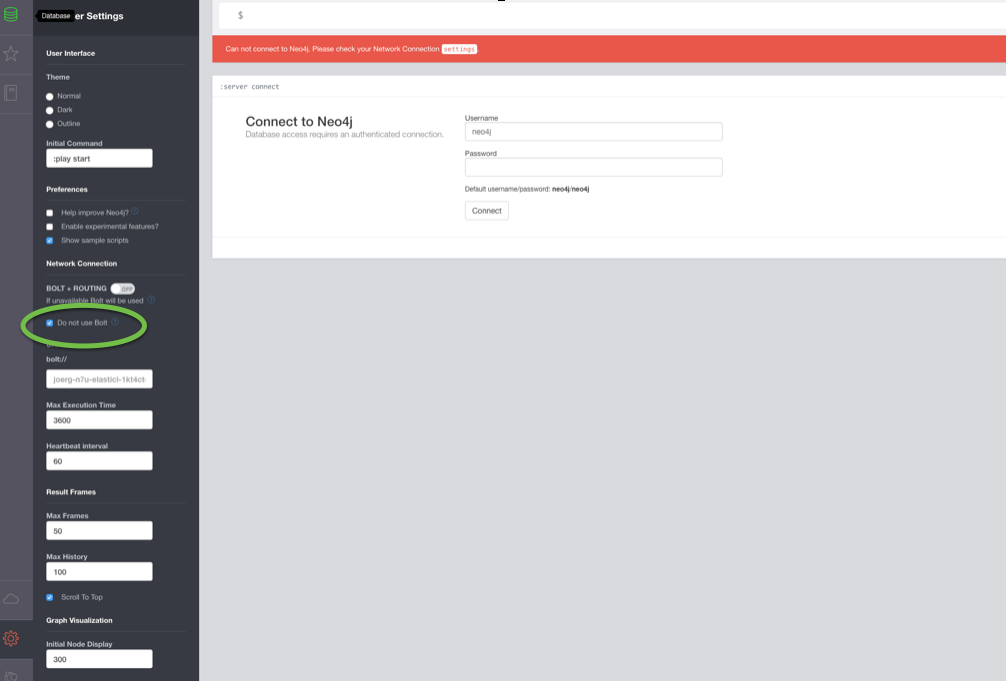 Database
er Settings
User Interface
Theme
Normal
Dark
Outline
Initial Command
:play start
Preferences
Help improve Neo4j? ?
Enable experimental features?
Show sample scripts
Network Connection
BOLT + ROUTING OFF
If unavailable Bolt will be used ?
Do not use Bolt ?
bolt://
joerg-n7u-elasticl-1kt4ct
Max Execution Time
3600
Heartbeat interval
60
Result Frames
Max Frames
50
Max History
100
Scroll To Top
Graph Visualization
Initial Node Display
300
$
Can not connect to Neo4j. Please check your Network Connection settings.
:server connect
Connect to Neo4j
Database access requires an authenticated connection.
Username
neo4j
Password
Default username/password: neo4j/neo4j
Connect